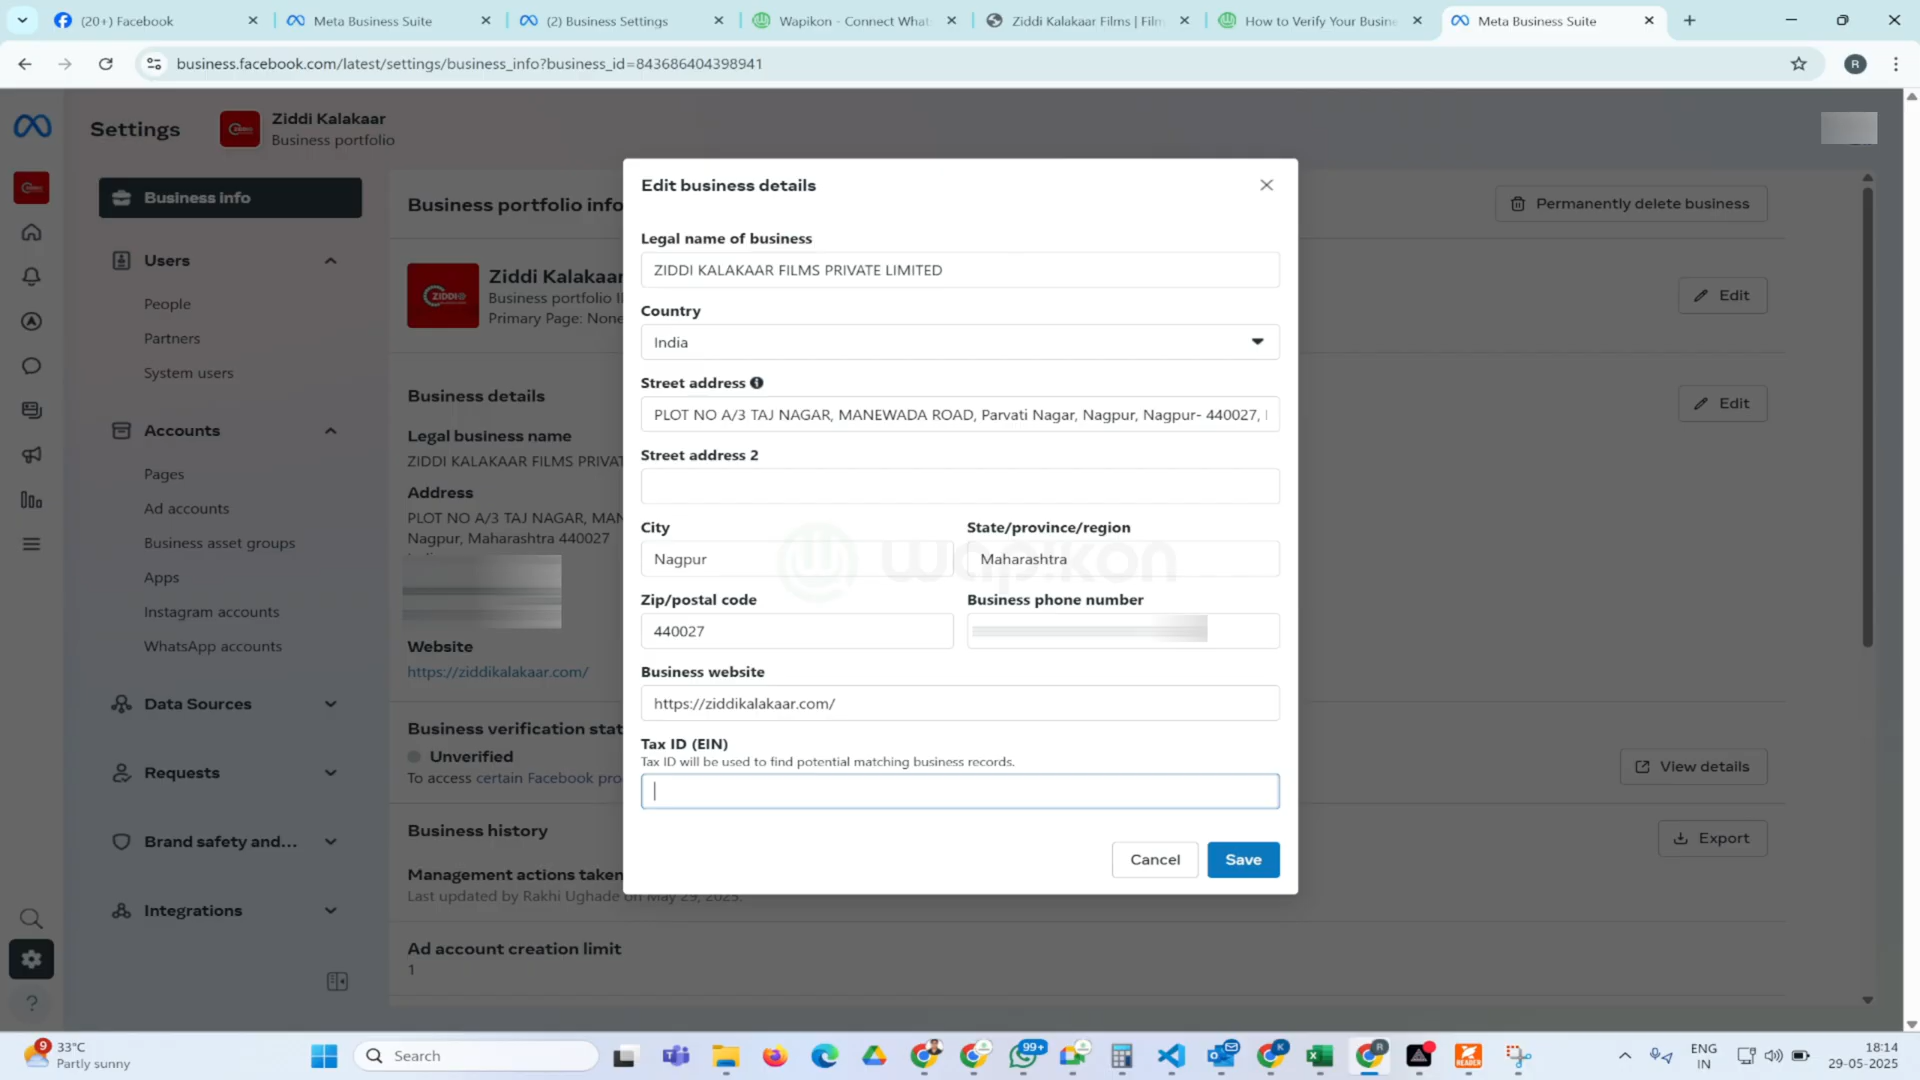 (20+) Facebook
Meta Business Suite
(2) Business Settings
Wapikon - Connect What
Ziddi Kalakaar Films | Film
How to Verify Your Busine
Meta Business Suite
business.facebook.com/latest/settings/business_info?business_id=843686404398941
R
Settings
Ziddi Kalakaar
Business portfolio
Business info
Users
People
Partners
System users
Accounts
Pages
Ad accounts
Business asset groups
Apps
Instagram accounts
WhatsApp accounts
Data Sources
Requests
Brand safety and...
Integrations
Business portfolio info
Permanently delete business
ZIDDI
Ziddi Kalakaar
Business portfolio I
Primary Page: None
Edit
Business details
Edit
Legal business name
ZIDDI KALAKAAR FILMS PRIVAT
Address
PLOT NO A/3 TAJ NAGAR, MAN
Nagpur, Maharashtra 440027
Website
https://ziddikalakaar.com/
Business verification stat
Unverified
To access certain Facebook pro
View details
Business history
Export
Management actions taken
Last updated by Rakhi Ughade on May 29, 2025.
Ad account creation limit
1
Edit business details
Legal name of business
ZIDDI KALAKAAR FILMS PRIVATE LIMITED
Country
India
Street address
PLOT NO A/3 TAJ NAGAR, MANEWADA ROAD, Parvati Nagar, Nagpur, Nagpur- 440027,
Street address 2
City
State/province/region
Nagpur
Maharashtra
wapikon
Zip/postal code
Business phone number
440027
Business website
https://ziddikalakaar.com/
Tax ID (EIN)
Tax ID will be used to find potential matching business records.
Cancel
Save
9
33°C
Partly sunny
Search
99+
K
R
READER
ENG
IN
18:14
29-05-2025